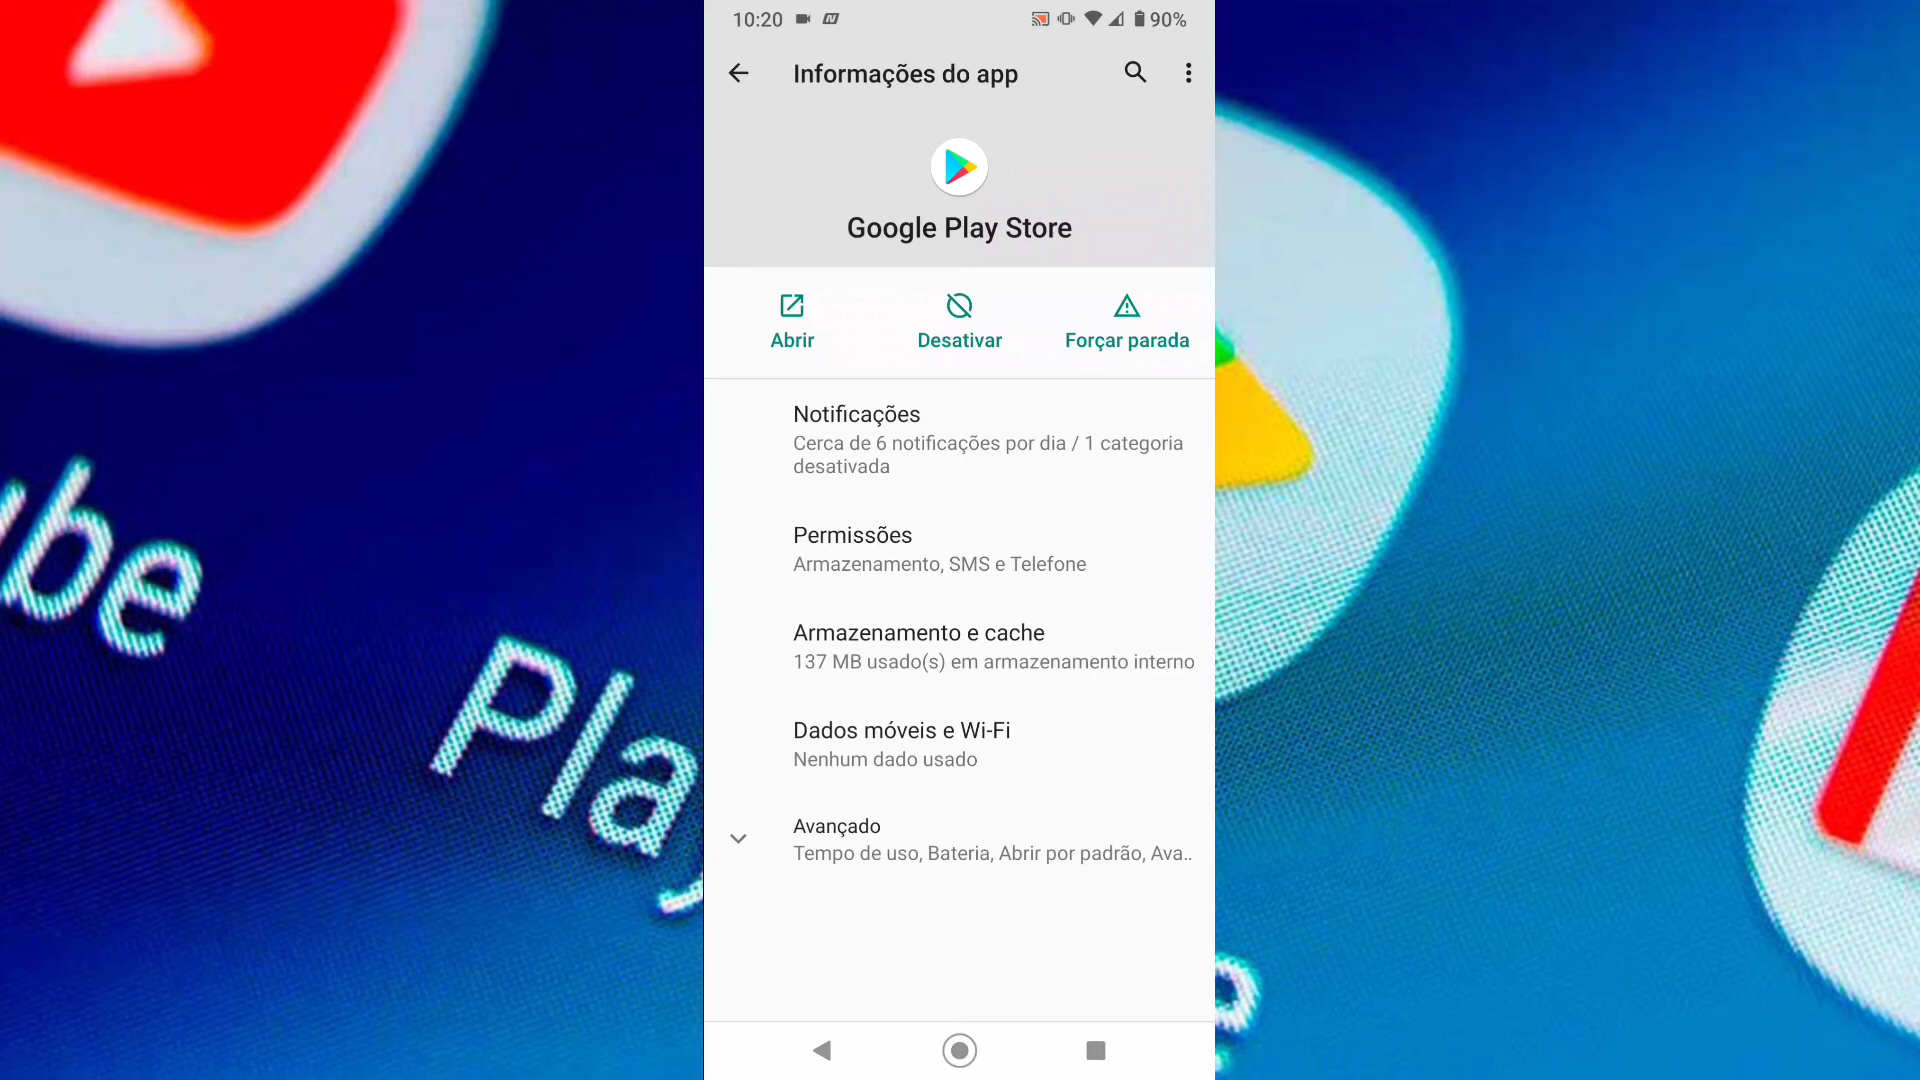 10:20
90%
Informações do app
Google Play Store
Abrir
Desativar
Forçar parada
Notificações
Cerca de 6 notificações por dia / 1 categoria
desativada
Permissões
Armazenamento, SMS e Telefone
Armazenamento e cache
137 MB usado(s) em armazenamento interno
Dados móveis e Wi-Fi
Nenhum dado usado
Avançado
Tempo de uso, Bateria, Abrir por padrão, Ava..
be
Play